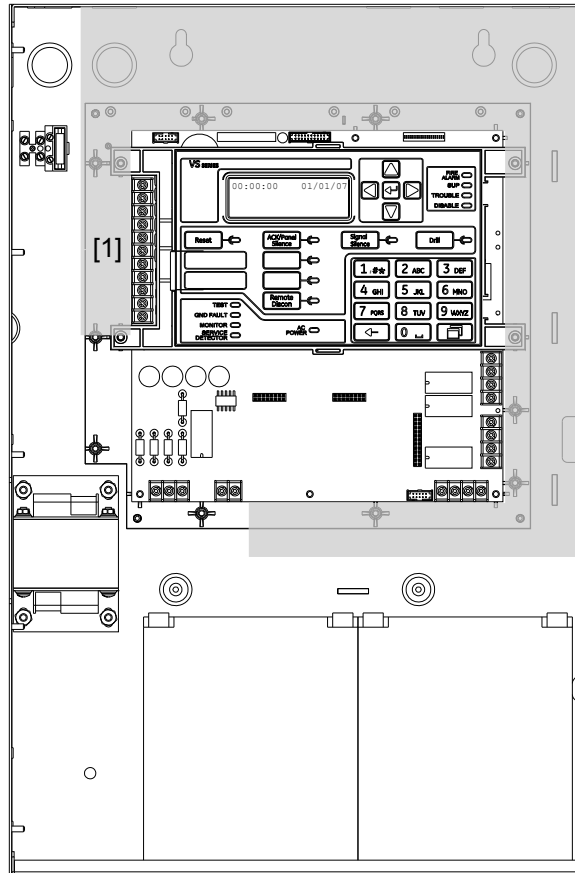 VS SERIES
00:00:00 01/01/07
FIRE
ALARM
SUP
TROUBLE
DISABLE
[1]
Reset
ACK/Panel
Silence
Signal
Silence
Drill
Remote
Discon
1 .#* 2 ABC 3 DEF
4 GHI 5 JKL 6 MNO
7 PQRS 8 TUV 9 WXYZ
0
TEST
GND FAULT
MONITOR
SERVICE
DETECTOR
AC
POWER